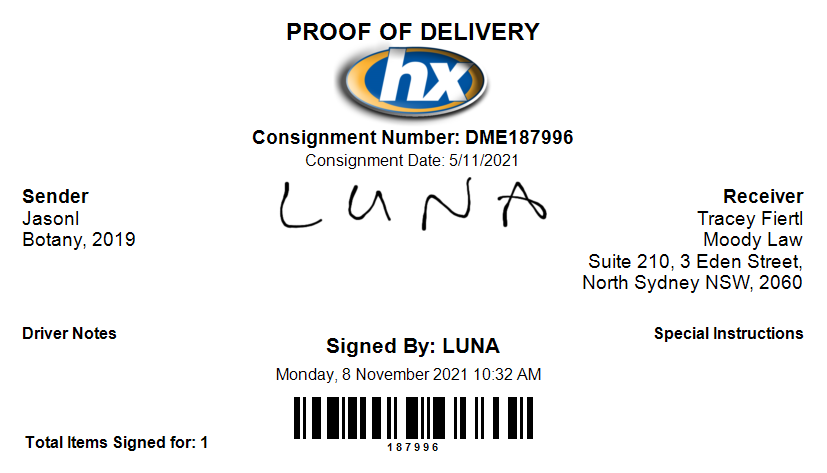 PROOF OF DELIVERY
hx
Consignment Number: DME187996
Consignment Date: 5/11/2021
LUNA
Sender
Jasonl
Botany, 2019
Receiver
Tracey Fiertl
Moody Law
Suite 210, 3 Eden Street,
North Sydney NSW, 2060
Driver Notes
Special Instructions
Signed By: LUNA
Monday, 8 November 2021 10:32 AM
187996
Total Items Signed for: 1